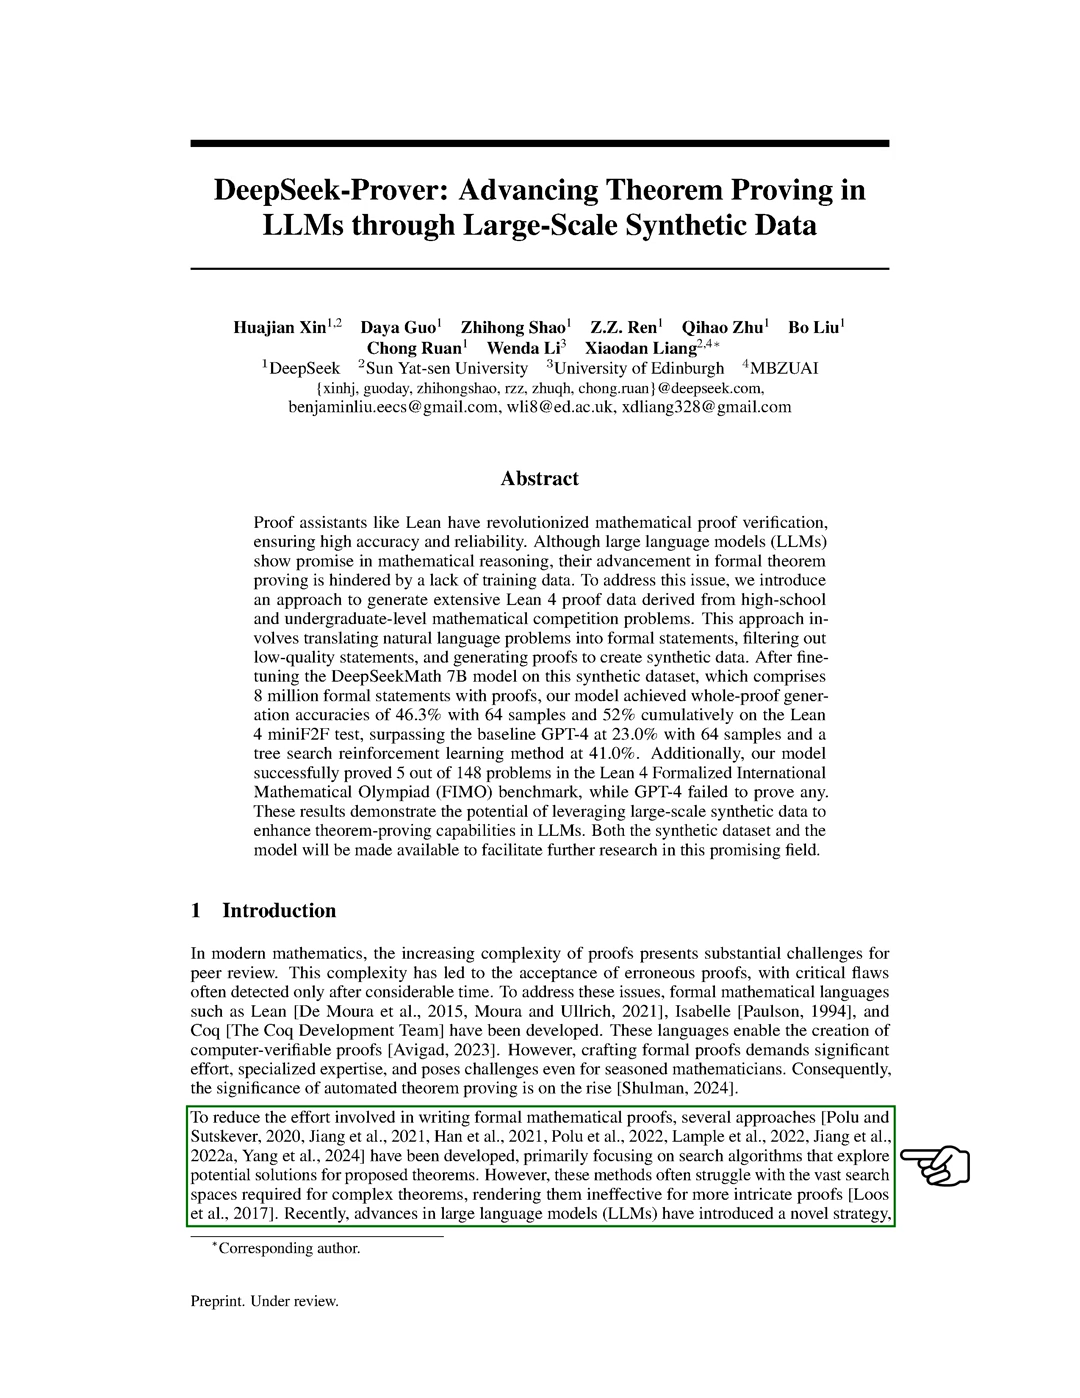 DeepSeek-Prover: Advancing Theorem Proving in
LLMs through Large-Scale Synthetic Data
Huajian Xin1,2 Daya Guo1 Zhihong Shao1 Z.Z. Ren1 Qihao Zhu1 Bo Liu1
Chong Ruan1 Wenda Li3 Xiaodan Liang2,4*
1DeepSeek 2Sun Yat-sen University 3University of Edinburgh 4MBZUAI
{xinhj, guoday, zhihongshao, rzz, zhuqh, chong.ruan}@deepseek.com,
benjaminliu.eecs@gmail.com, wli8@ed.ac.uk, xdliang328@gmail.com
Abstract
Proof assistants like Lean have revolutionized mathematical proof verification,
ensuring high accuracy and reliability. Although large language models (LLMs)
show promise in mathematical reasoning, their advancement in formal theorem
proving is hindered by a lack of training data. To address this issue, we introduce
an approach to generate extensive Lean 4 proof data derived from high-school
and undergraduate-level mathematical competition problems. This approach in-
volves translating natural language problems into formal statements, filtering out
low-quality statements, and generating proofs to create synthetic data. After fine-
tuning the DeepSeekMath 7B model on this synthetic dataset, which comprises
8 million formal statements with proofs, our model achieved whole-proof gener-
ation accuracies of 46.3% with 64 samples and 52% cumulatively on the Lean
4 miniF2F test, surpassing the baseline GPT-4 at 23.0% with 64 samples and a
tree search reinforcement learning method at 41.0%. Additionally, our model
successfully proved 5 out of 148 problems in the Lean 4 Formalized International
Mathematical Olympiad (FIMO) benchmark, while GPT-4 failed to prove any.
These results demonstrate the potential of leveraging large-scale synthetic data to
enhance theorem-proving capabilities in LLMs. Both the synthetic dataset and the
model will be made available to facilitate further research in this promising field.
1 Introduction
In modern mathematics, the increasing complexity of proofs presents substantial challenges for
peer review. This complexity has led to the acceptance of erroneous proofs, with critical flaws
often detected only after considerable time. To address these issues, formal mathematical languages
such as Lean [De Moura et al., 2015, Moura and Ullrich, 2021], Isabelle [Paulson, 1994], and
Coq [The Coq Development Team] have been developed. These languages enable the creation of
computer-verifiable proofs [Avigad, 2023]. However, crafting formal proofs demands significant
effort, specialized expertise, and poses challenges even for seasoned mathematicians. Consequently,
the significance of automated theorem proving is on the rise [Shulman, 2024].
To reduce the effort involved in writing formal mathematical proofs, several approaches [Polu and
Sutskever, 2020, Jiang et al., 2021, Han et al., 2021, Polu et al., 2022, Lample et al., 2022, Jiang et al.,
2022a, Yang et al., 2024] have been developed, primarily focusing on search algorithms that explore
potential solutions for proposed theorems. However, these methods often struggle with the vast search
spaces required for complex theorems, rendering them ineffective for more intricate proofs [Loos
et al., 2017]. Recently, advances in large language models (LLMs) have introduced a novel strategy,
*Corresponding author.
Preprint. Under review.